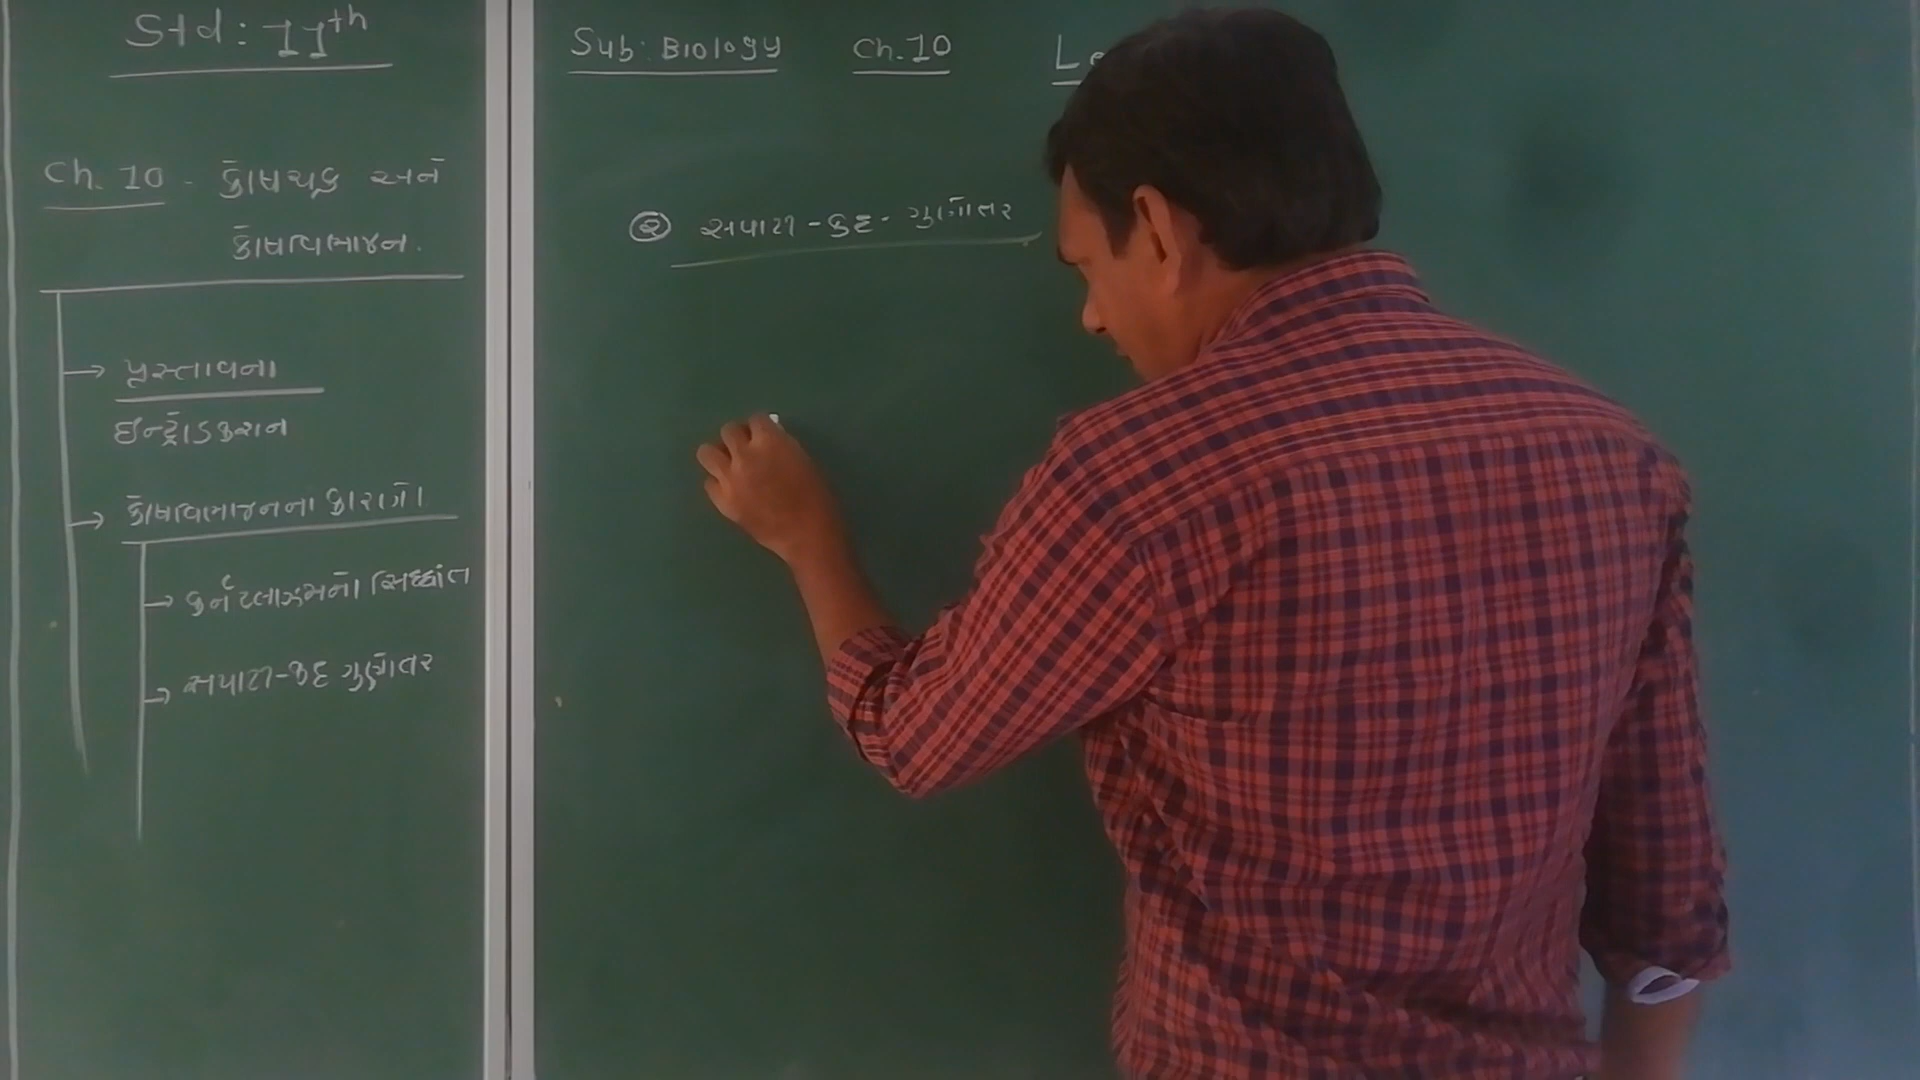 Std: 11th
Ch. 10 - કોષચક્ર અને
કોષવિભાજન.
→ પ્રસ્તાવના
ઇન્ટ્રોડક્શન
→ કોષવિભાજનના કારણો
→ કર્નપ્લાઝમનો સિદ્ધાંત
→ સપાટી-કદ ગુણોત્તર
Sub: Biology Ch. 10
② સપાટી-કદ-ગુણોતર